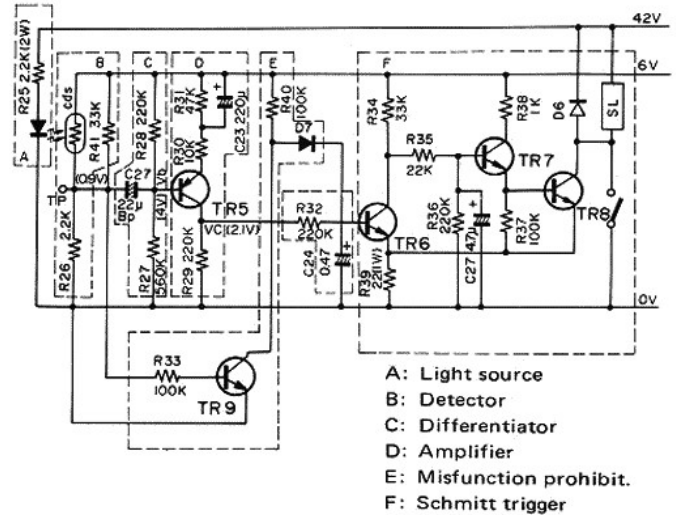 42V
6V
0V
A
B
C
D
E
F
R25 2.2K(2W)
cds
R41 33K
R28 220K
R31 47K
C23 220μ
R40 100K
D7
R34 33K
R38 1K
D6
SL
R30 10K
R35
22K
TR7
TP
(0.9V)
C27
22μ
BP
Vb
(4V)
TR5
VC(2.1V)
R32
220K
TR6
R36 220K
C27 47μ
R37 100K
TR8
R26 2.2K
R27 560K
R29 220K
C24 0.47
R39 22(1W)
R33
100K
TR9
A: Light source
B: Detector
C: Differentiator
D: Amplifier
E: Misfunction prohibit.
F: Schmitt trigger